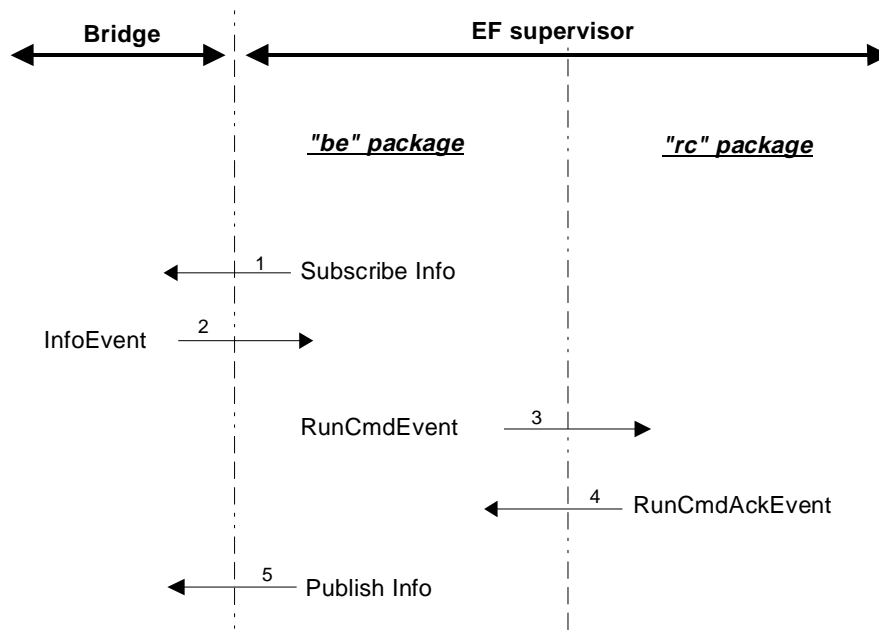 Bridge
EF supervisor
"be" package
"rc" package
1
Subscribe Info
InfoEvent
2
RunCmdEvent
3
4
RunCmdAckEvent
5
Publish Info